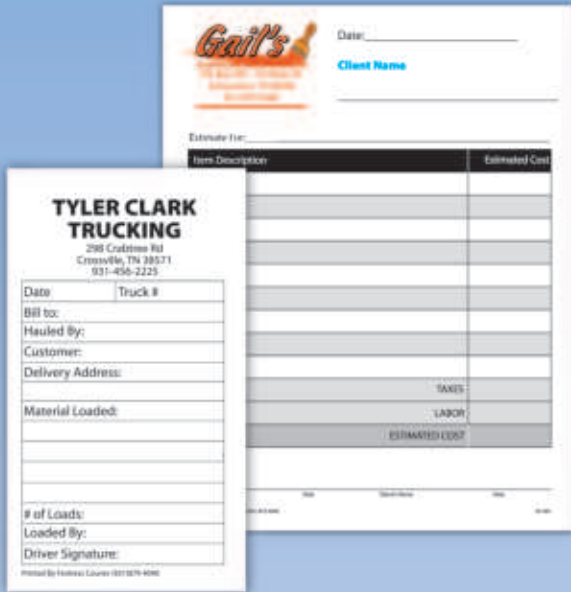 Gail's
Date:
Client Name
Estimate For:
Item Description Estimated Cost
TAXES
LABOR
ESTIMATED COST
TYLER CLARK
TRUCKING
298 Crabtree Rd
Crossville, TN 38571
931-456-2225
Date Truck #
Bill to:
Hauled By:
Customer:
Delivery Address:
Material Loaded:
# of Loads:
Loaded By:
Driver Signature: